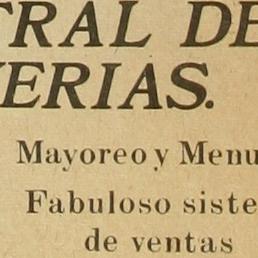 TRAL DE
ERIAS.
Mayoreo y Menu
Fabuloso siste
de ventas